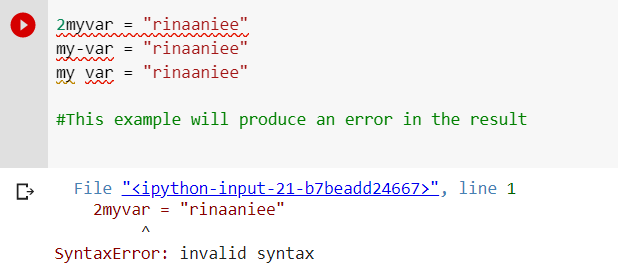 2myvar = "rinaaniee"
my-var = "rinaaniee"
my var = "rinaaniee"
#This example will produce an error in the result
File "<ipython-input-21-b7beadd24667>", line 1
2myvar = "rinaaniee"
^
SyntaxError: invalid syntax